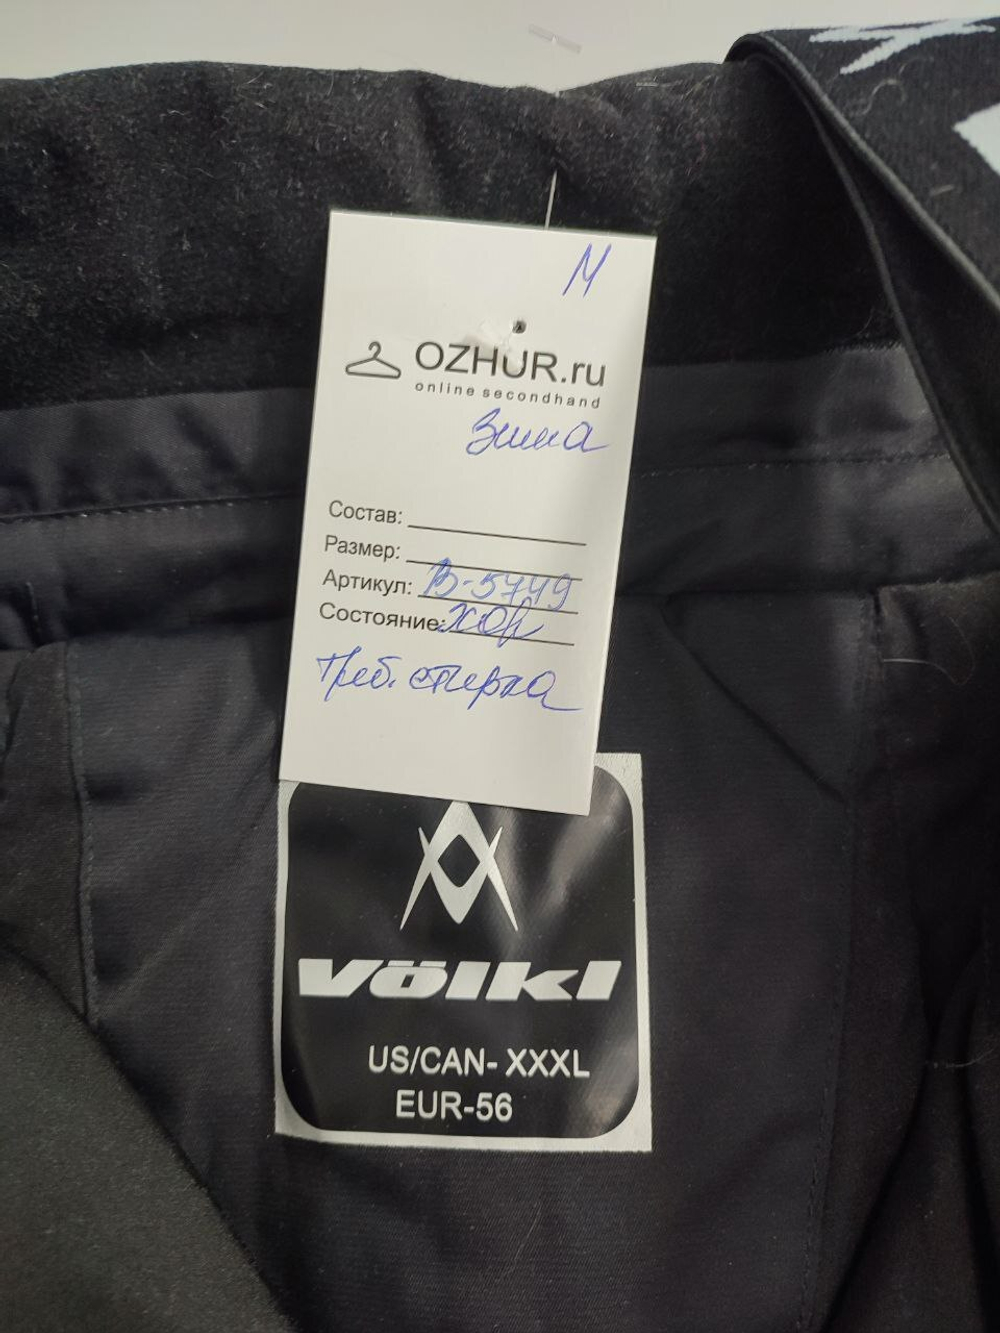 М
OZHUR.ru
online secondhand
Зима
Состав:
Размер:
Артикул: В-5749
Состояние: хор
Треб. стирка
Völkl
US/CAN- XXXL
EUR-56